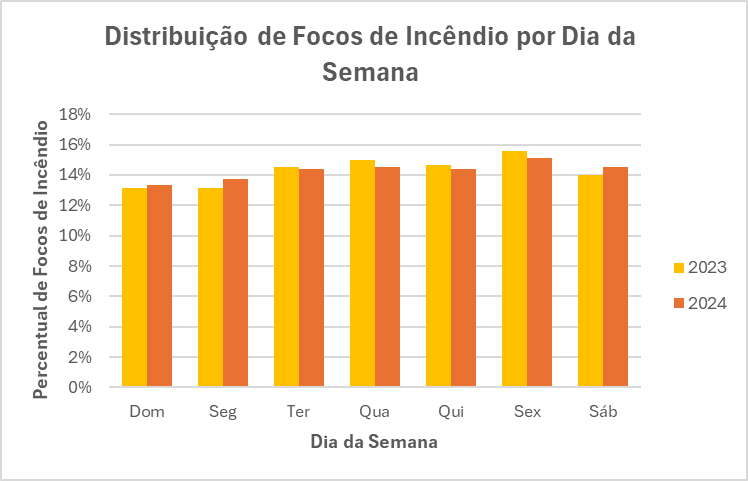 Distribuição de Focos de Incêndio por Dia da
Semana
Percentual de Focos de Incêndio
18%
16%
14%
12%
10%
8%
6%
4%
2%
0%
Dom Seg Ter Qua Qui Sex Sáb
Dia da Semana
2023
2024